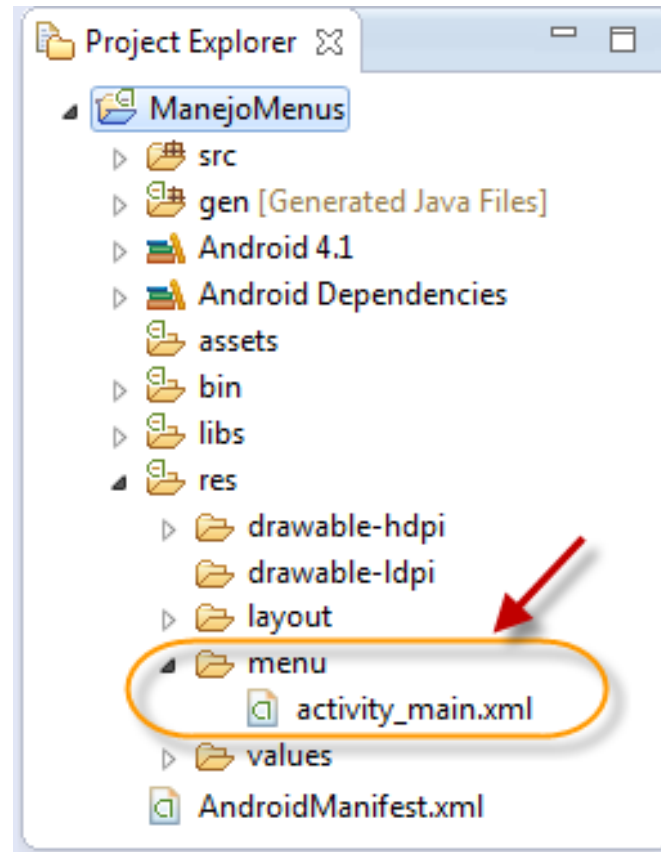 Project Explorer
ManejoMenus
src
gen [Generated Java Files]
Android 4.1
Android Dependencies
assets
bin
libs
res
drawable-hdpi
drawable-ldpi
layout
menu
activity_main.xml
values
AndroidManifest.xml